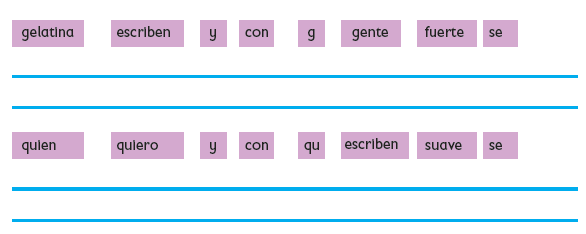 gelatina escriben y con g gente fuerte se
quien quiero y con qu escriben suave se